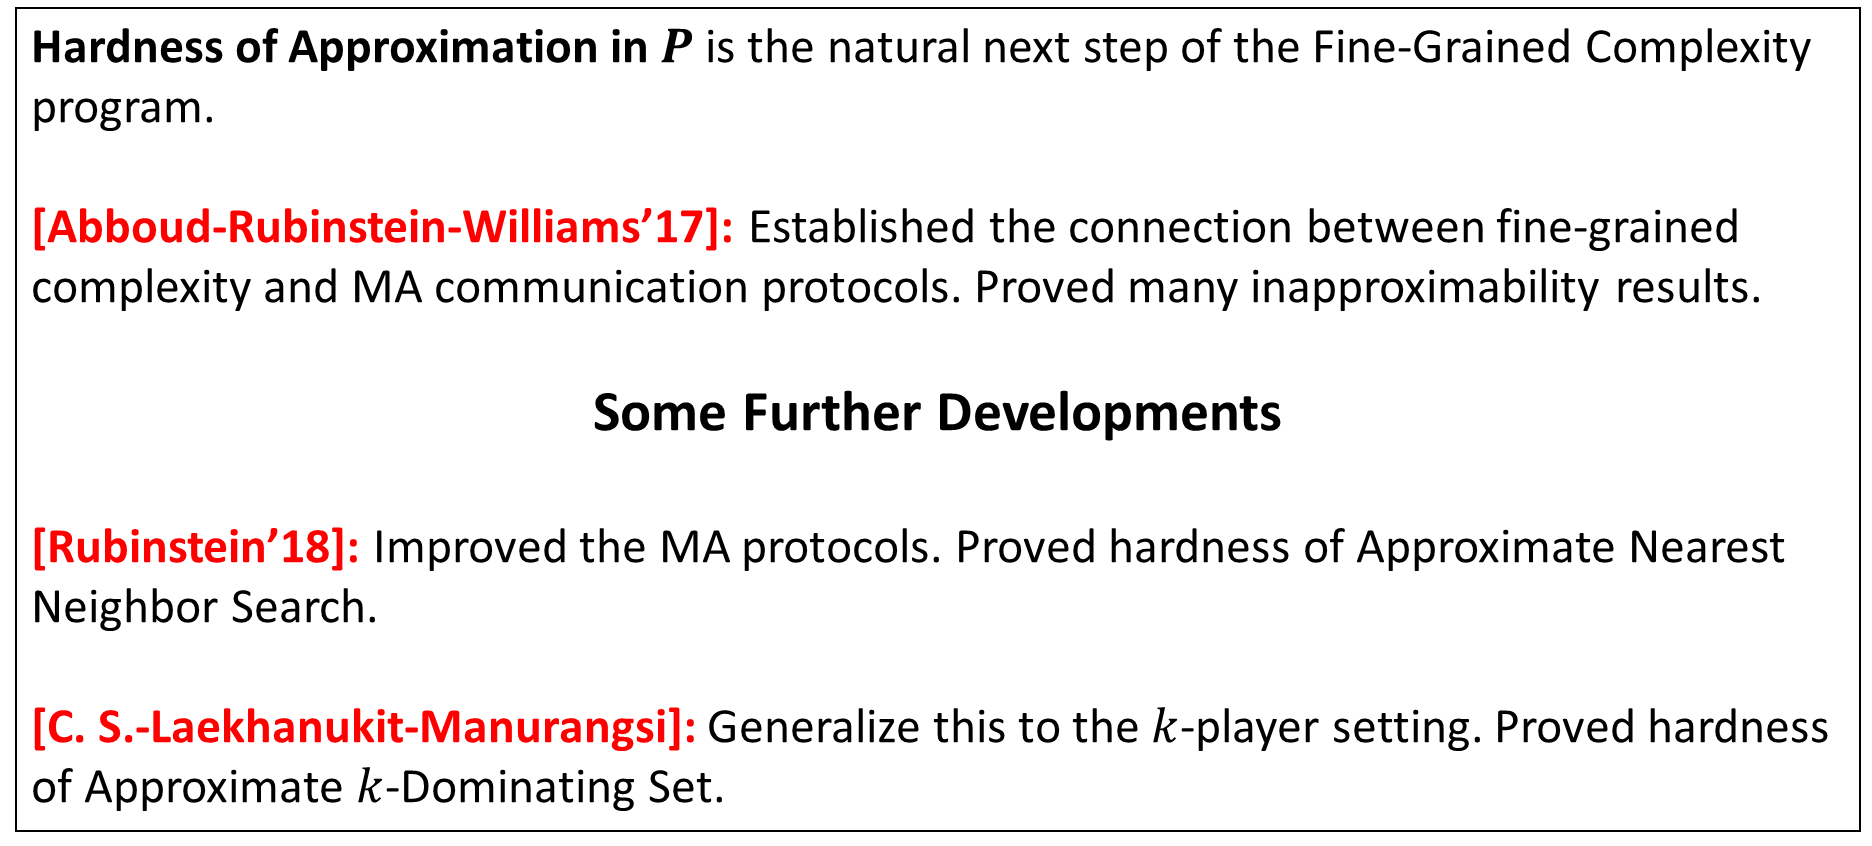 Hardness of Approximation in P is the natural next step of the Fine-Grained Complexity
program.
[Abboud-Rubinstein-Williams’17]: Established the connection between fine-grained
complexity and MA communication protocols. Proved many inapproximability results.
Some Further Developments
[Rubinstein’18]: Improved the MA protocols. Proved hardness of Approximate Nearest
Neighbor Search.
[C. S.-Laekhanukit-Manurangsi]: Generalize this to the k-player setting. Proved hardness
of Approximate k-Dominating Set.